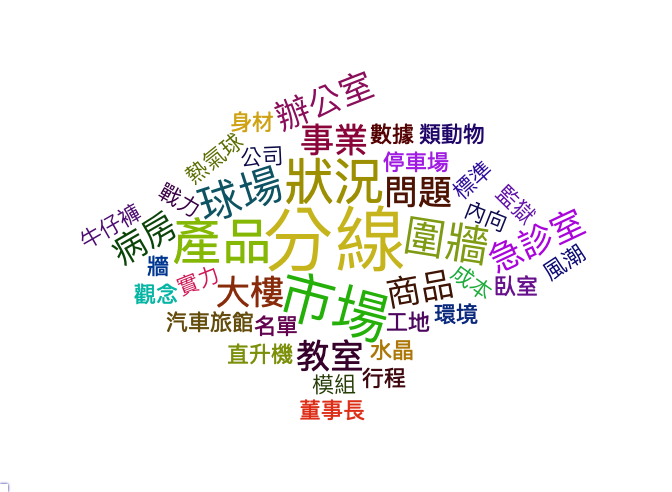 辦公室
身材
事業
數據
類動物
熱氣球
公司
停車場
狀況
問題
標準
監獄
戰力
球場
內向
牛仔褲
病房
產品
分線
圍牆
急診室
風潮
牆
實力
觀念
大樓
市場
商品
成本
臥室
汽車旅館
名單
工地
環境
直升機
教室
水晶
模組
行程
董事長